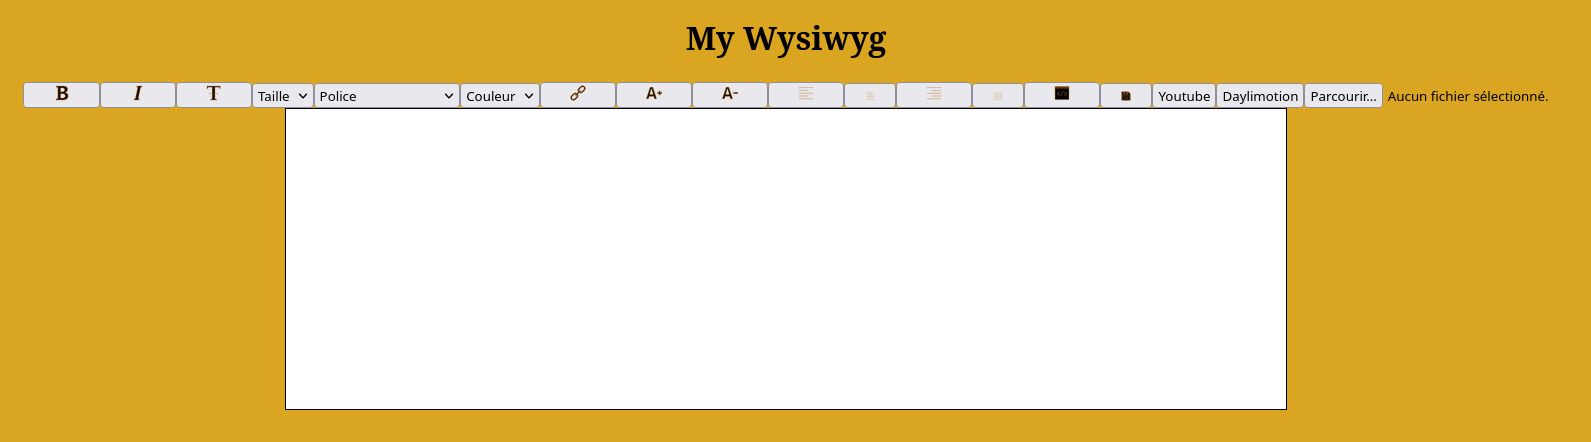 My Wysiwyg
B I T Taille Police Couleur A+ A- </> Youtube Daylimotion Parcourir... Aucun fichier sélectionné.